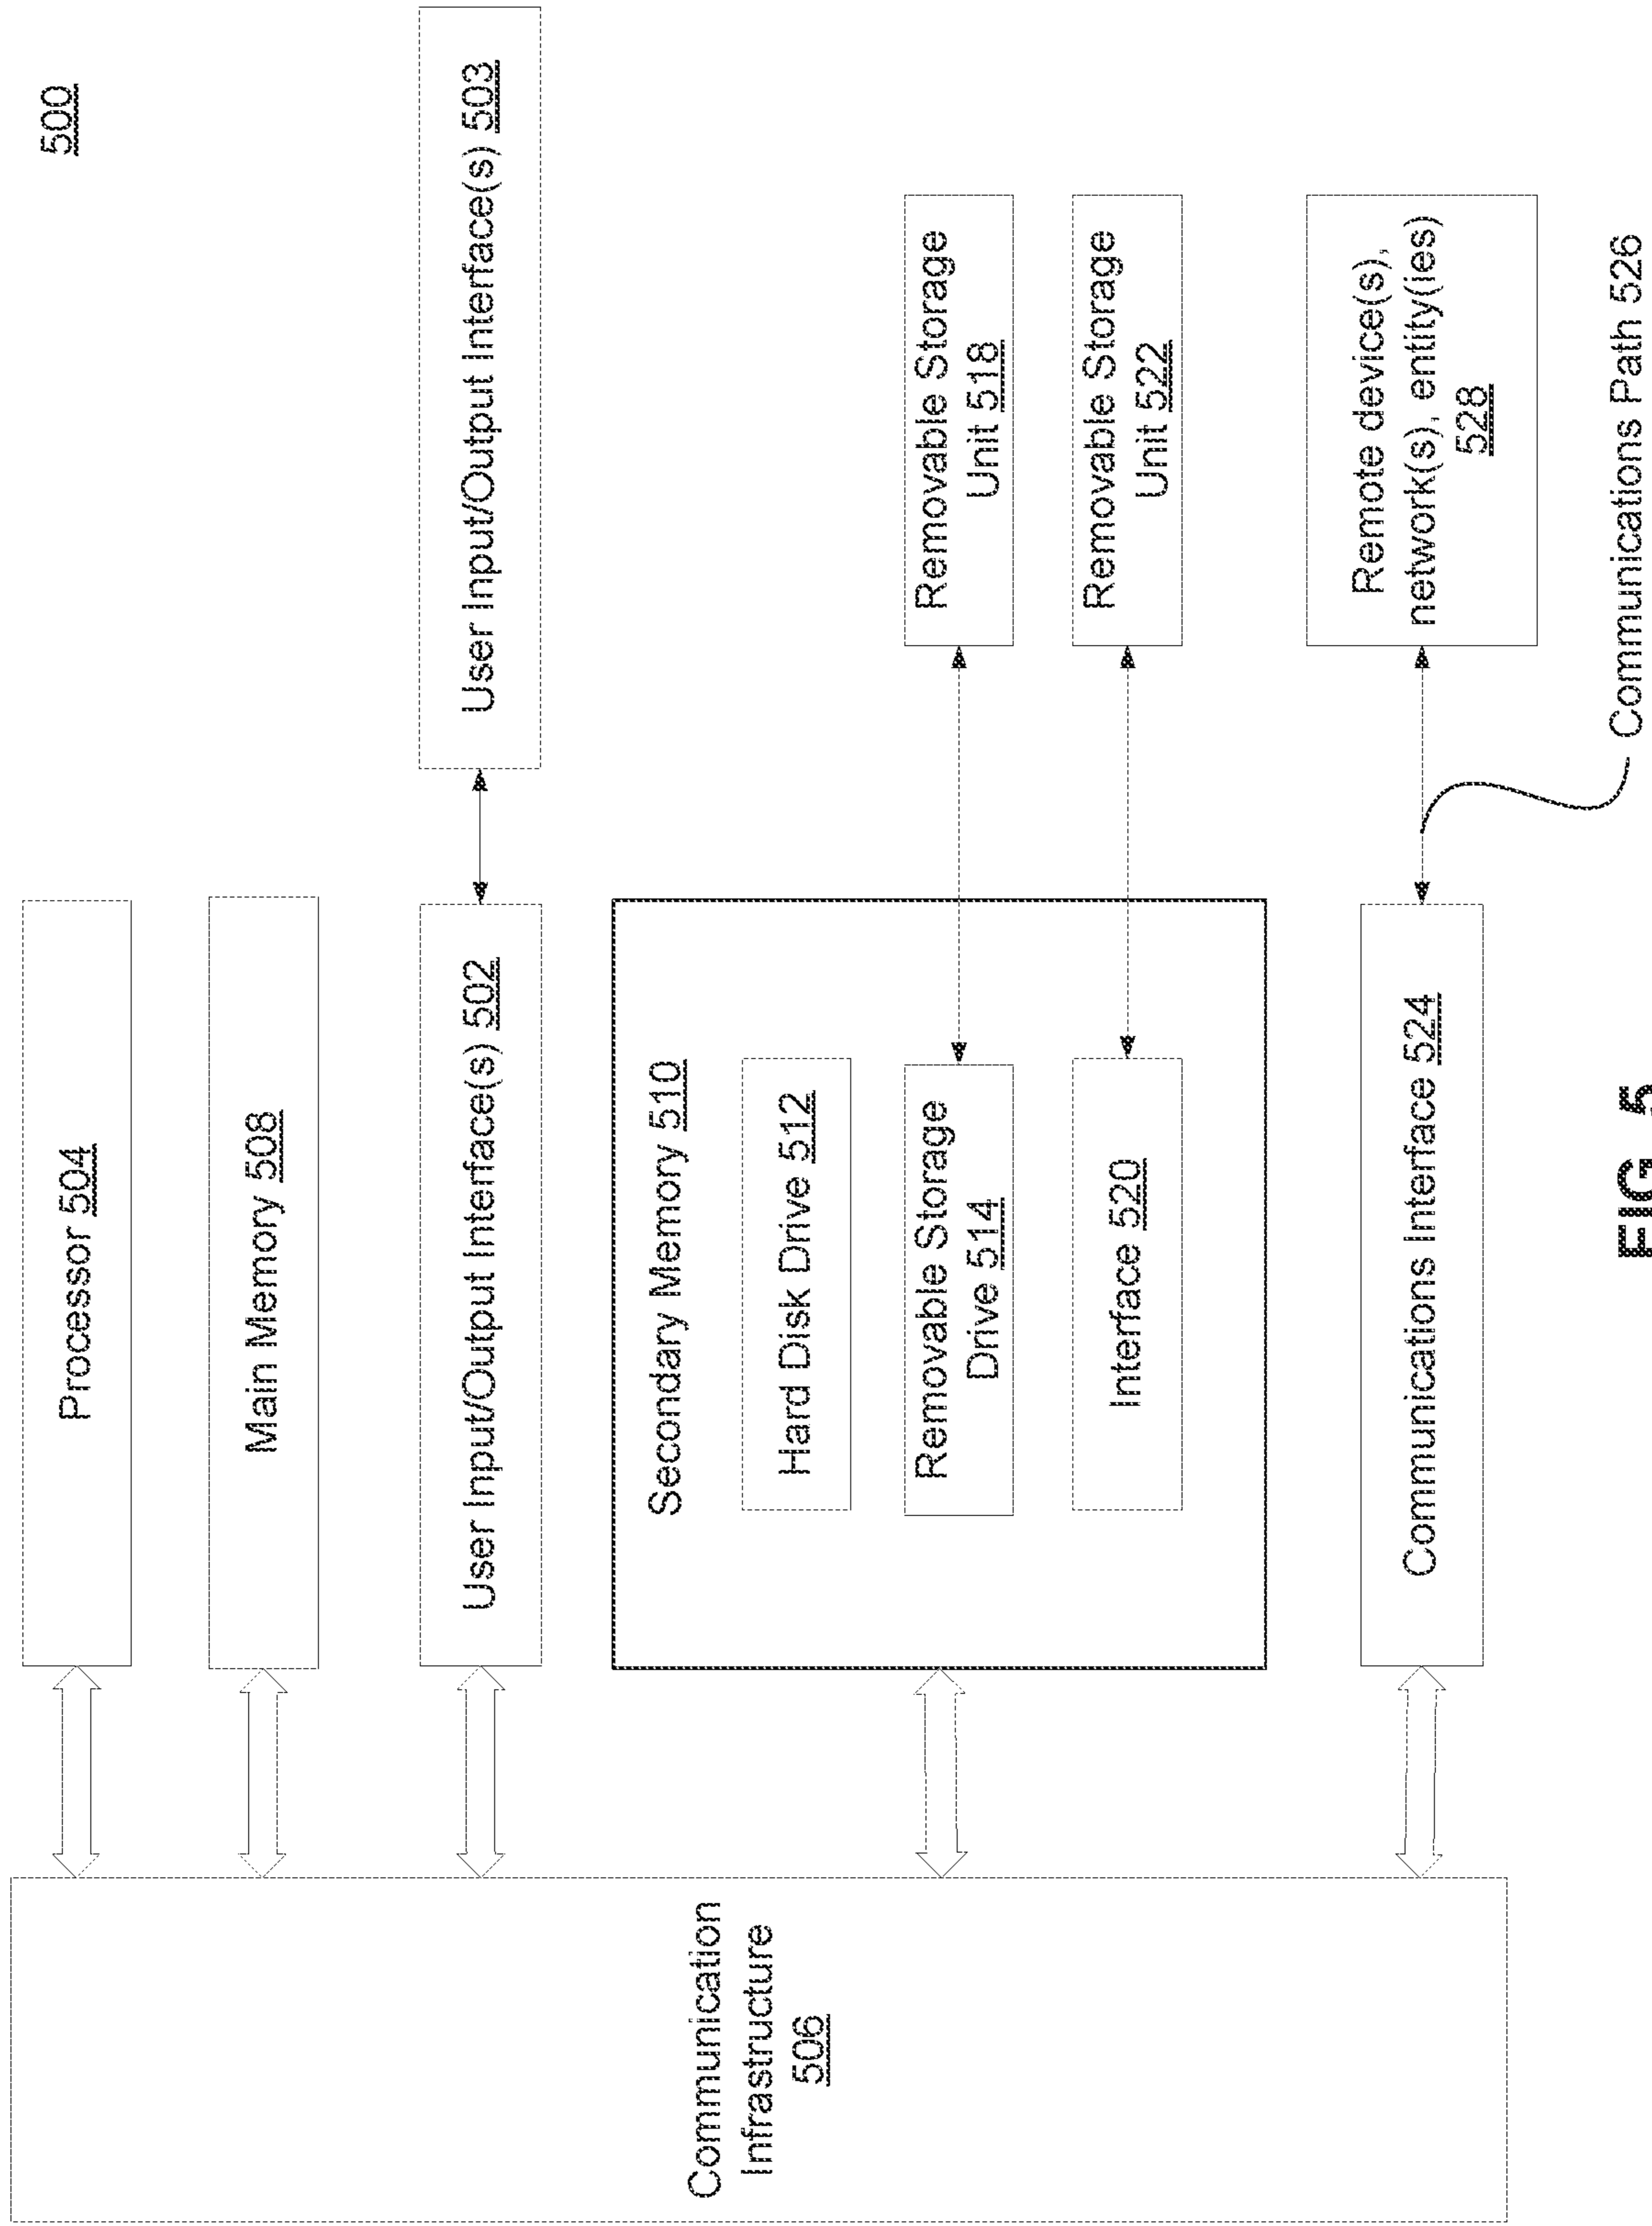 500
Processor 504
Main Memory 508
User Input/Output Interface(s) 502
User Input/Output Interface(s) 503
Communication
Infrastructure
506
Secondary Memory 510
Hard Disk Drive 512
Removable Storage
Drive 514
Removable Storage
Unit 518
Interface 520
Removable Storage
Unit 522
Communications Interface 524
Remote device(s),
network(s), entity(ies)
528
Communications Path 526
FIG. 5